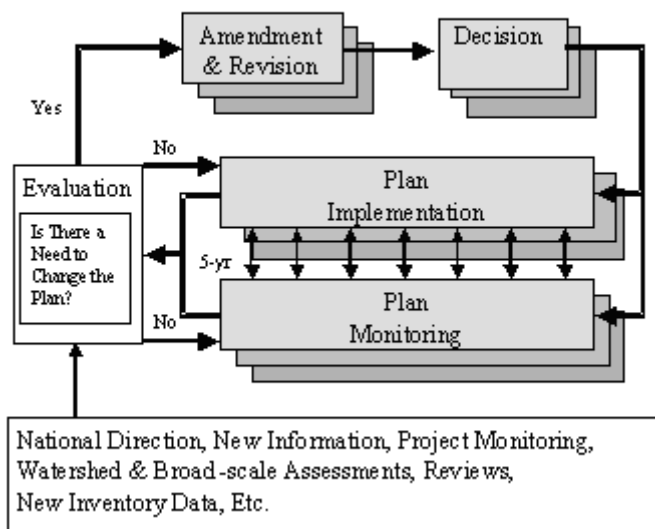 Amendment
& Revision
Decision
Yes
No
Plan
Implementation
Evaluation
Is There a
Need to
Change the
Plan?
5-yr
No
Plan
Monitoring
National Direction, New Information, Project Monitoring,
Watershed & Broad-scale Assessments, Reviews,
New Inventory Data, Etc.